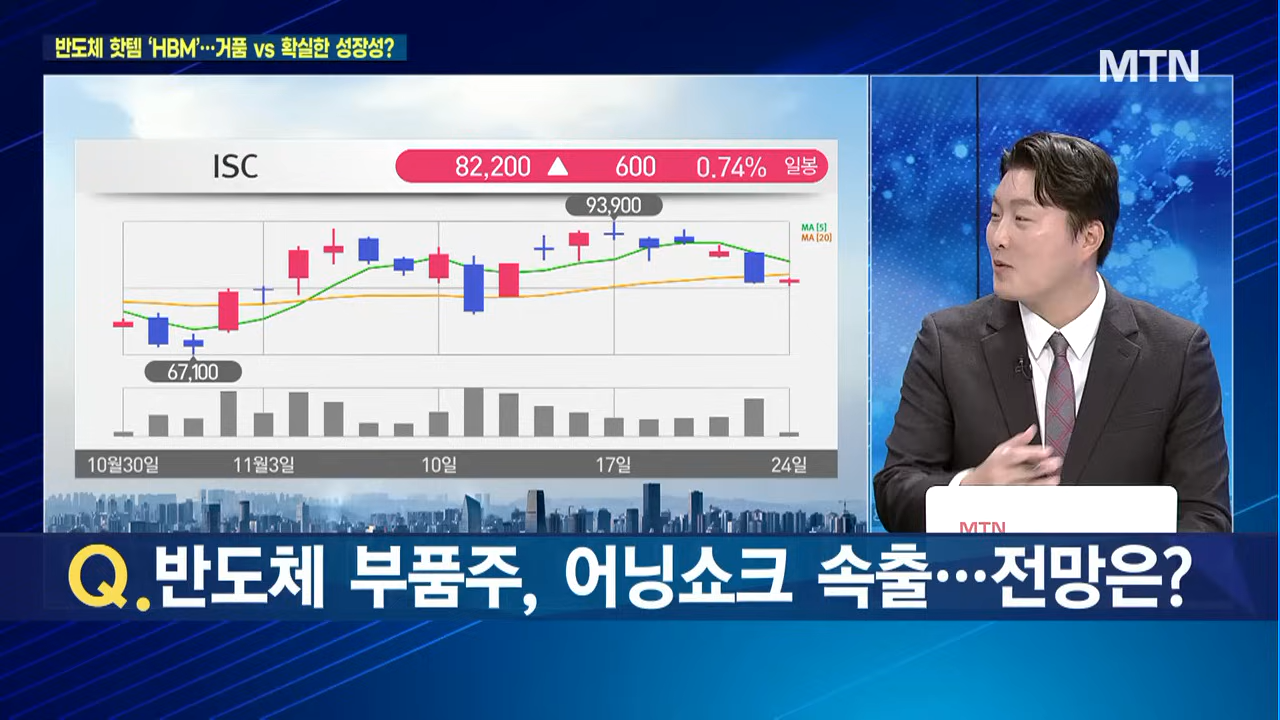 반도체 핫템 ‘HBM’…거품 vs 확실한 성장성?
MTN
ISC
82,200 ▲ 600 0.74% 일봉
93,900
MA [5]
MA [20]
67,100
10월30일 11월3일 10일 17일 24일
MTN
Q.반도체 부품주, 어닝쇼크 속출…전망은?